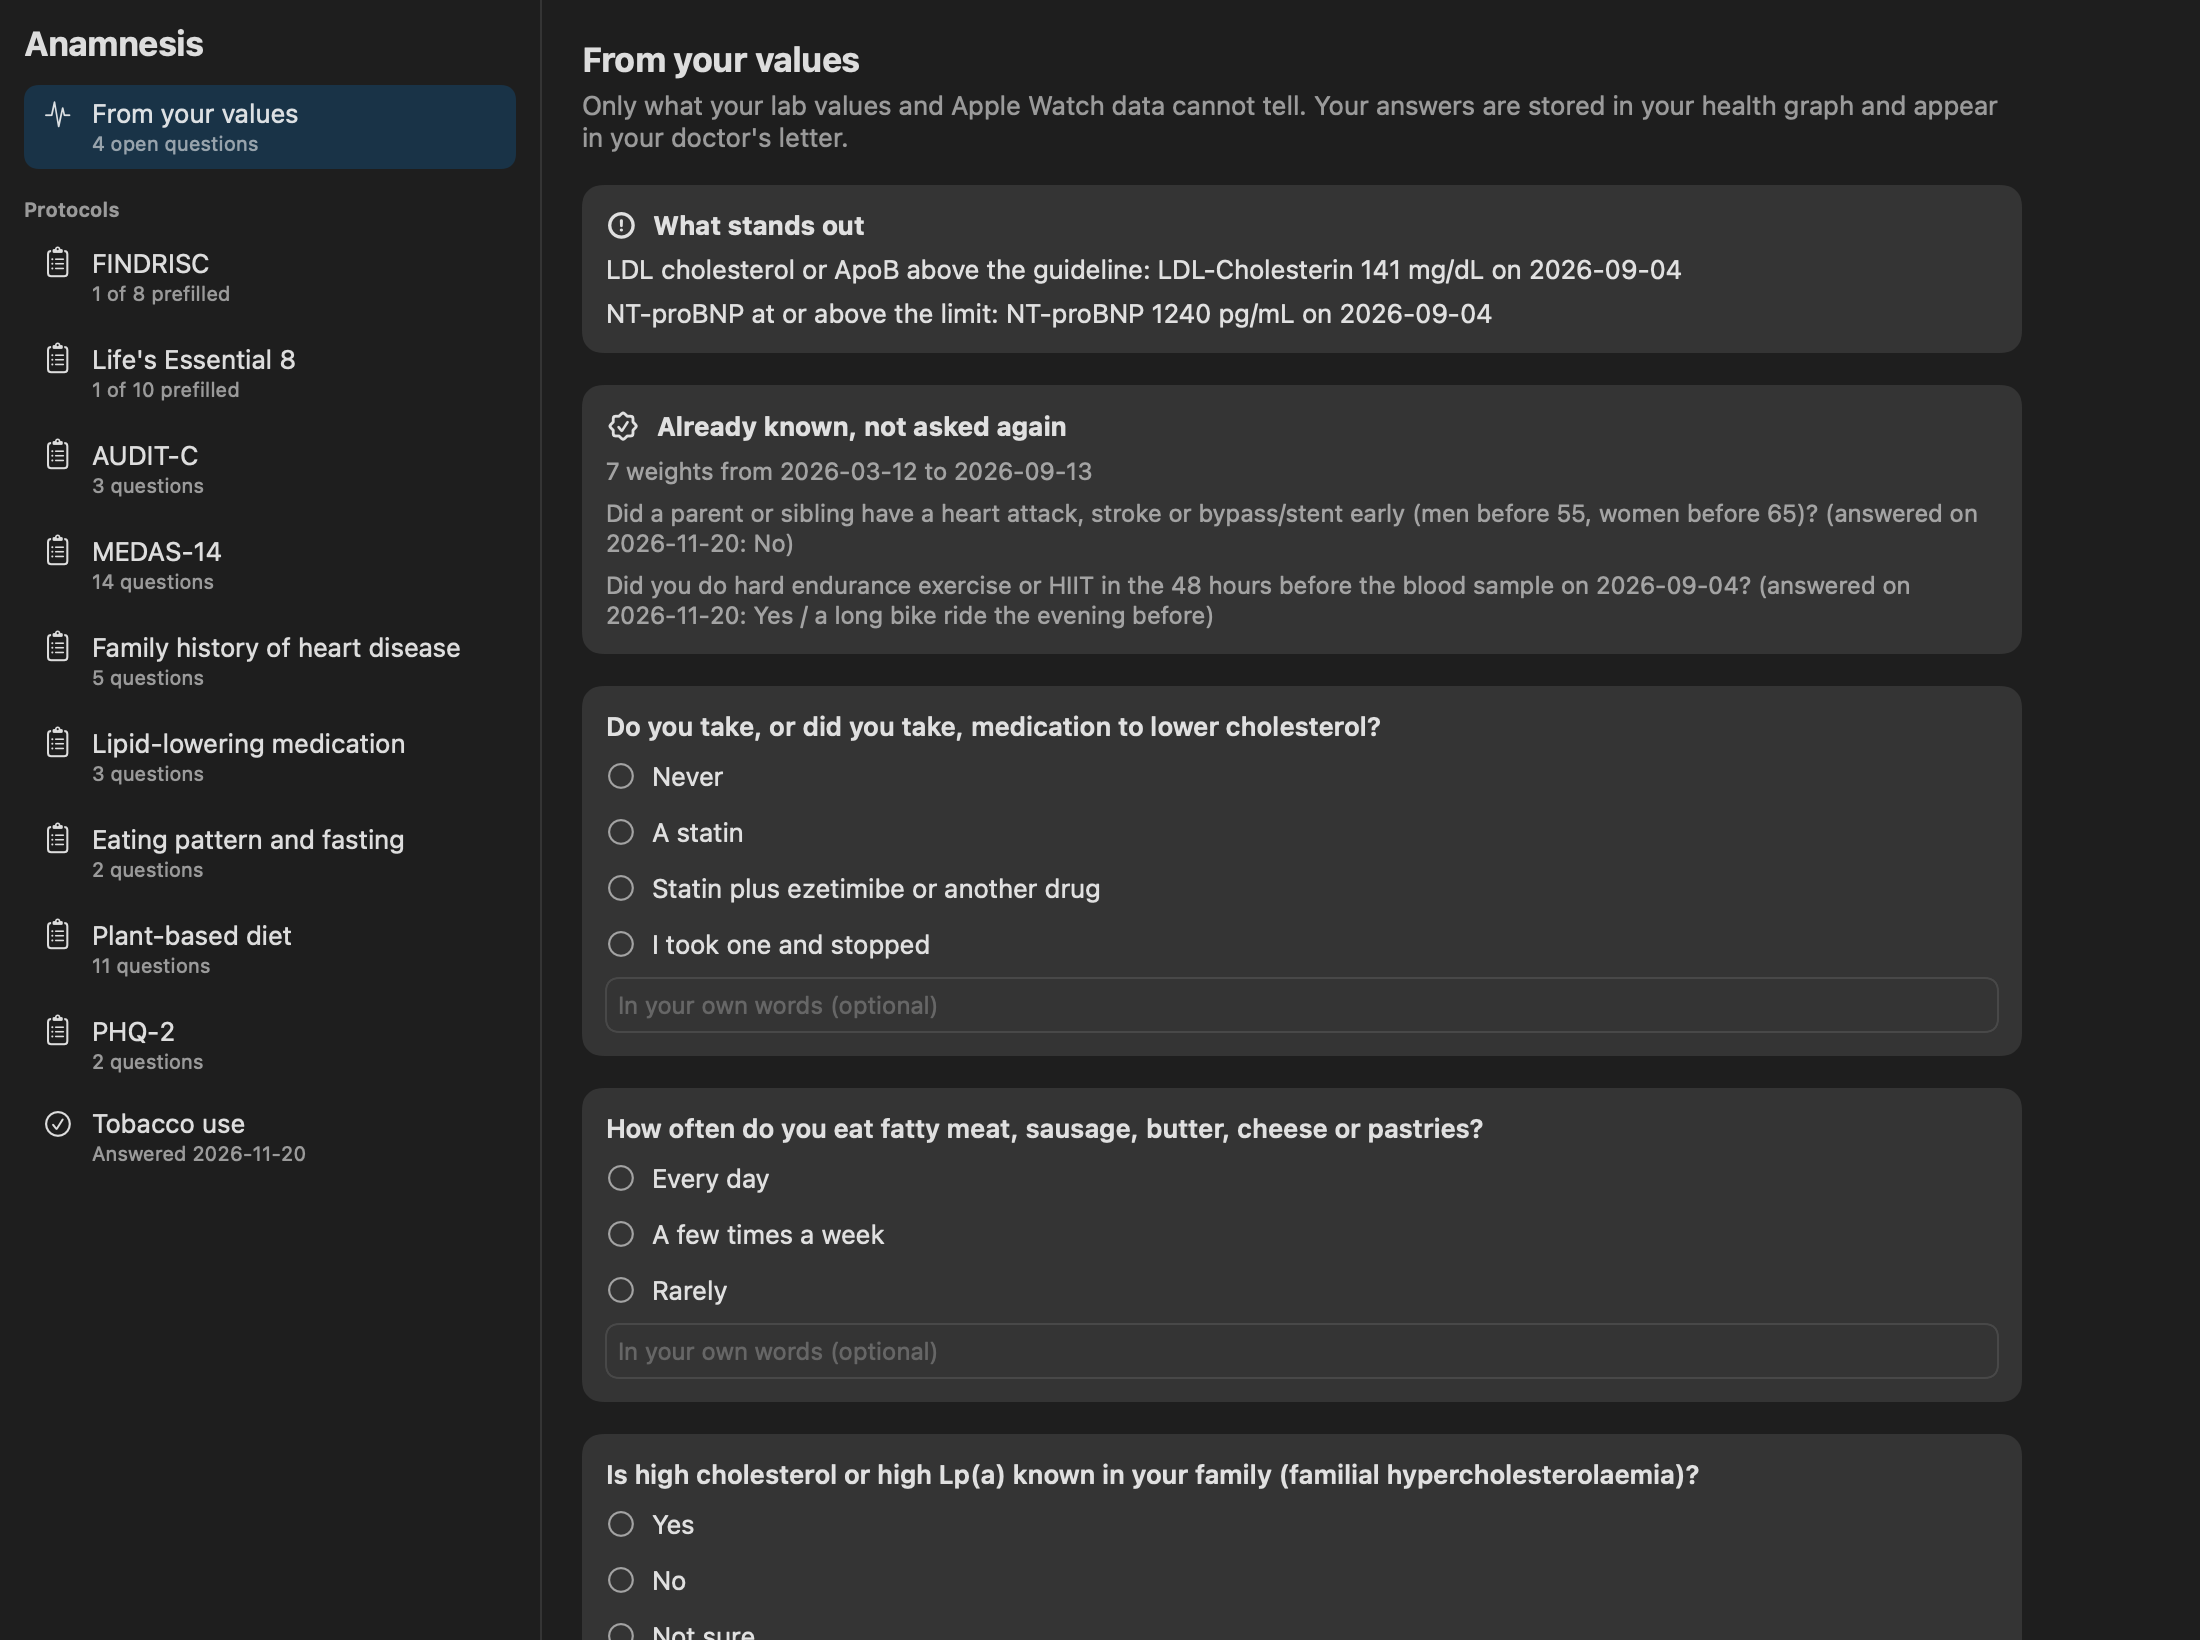 Anamnesis
From your values
4 open questions
Protocols
FINDRISC
1 of 8 prefilled
Life's Essential 8
1 of 10 prefilled
AUDIT-C
3 questions
MEDAS-14
14 questions
Family history of heart disease
5 questions
Lipid-lowering medication
3 questions
Eating pattern and fasting
2 questions
Plant-based diet
11 questions
PHQ-2
2 questions
Tobacco use
Answered 2026-11-20
From your values
Only what your lab values and Apple Watch data cannot tell. Your answers are stored in your health graph and appear
in your doctor's letter.
What stands out
LDL cholesterol or ApoB above the guideline: LDL-Cholesterin 141 mg/dL on 2026-09-04
NT-proBNP at or above the limit: NT-proBNP 1240 pg/mL on 2026-09-04
Already known, not asked again
7 weights from 2026-03-12 to 2026-09-13
Did a parent or sibling have a heart attack, stroke or bypass/stent early (men before 55, women before 65)? (answered on
2026-11-20: No)
Did you do hard endurance exercise or HIIT in the 48 hours before the blood sample on 2026-09-04? (answered on
2026-11-20: Yes / a long bike ride the evening before)
Do you take, or did you take, medication to lower cholesterol?
Never
A statin
Statin plus ezetimibe or another drug
I took one and stopped
In your own words (optional)
How often do you eat fatty meat, sausage, butter, cheese or pastries?
Every day
A few times a week
Rarely
In your own words (optional)
Is high cholesterol or high Lp(a) known in your family (familial hypercholesterolaemia)?
Yes
No
Not sure